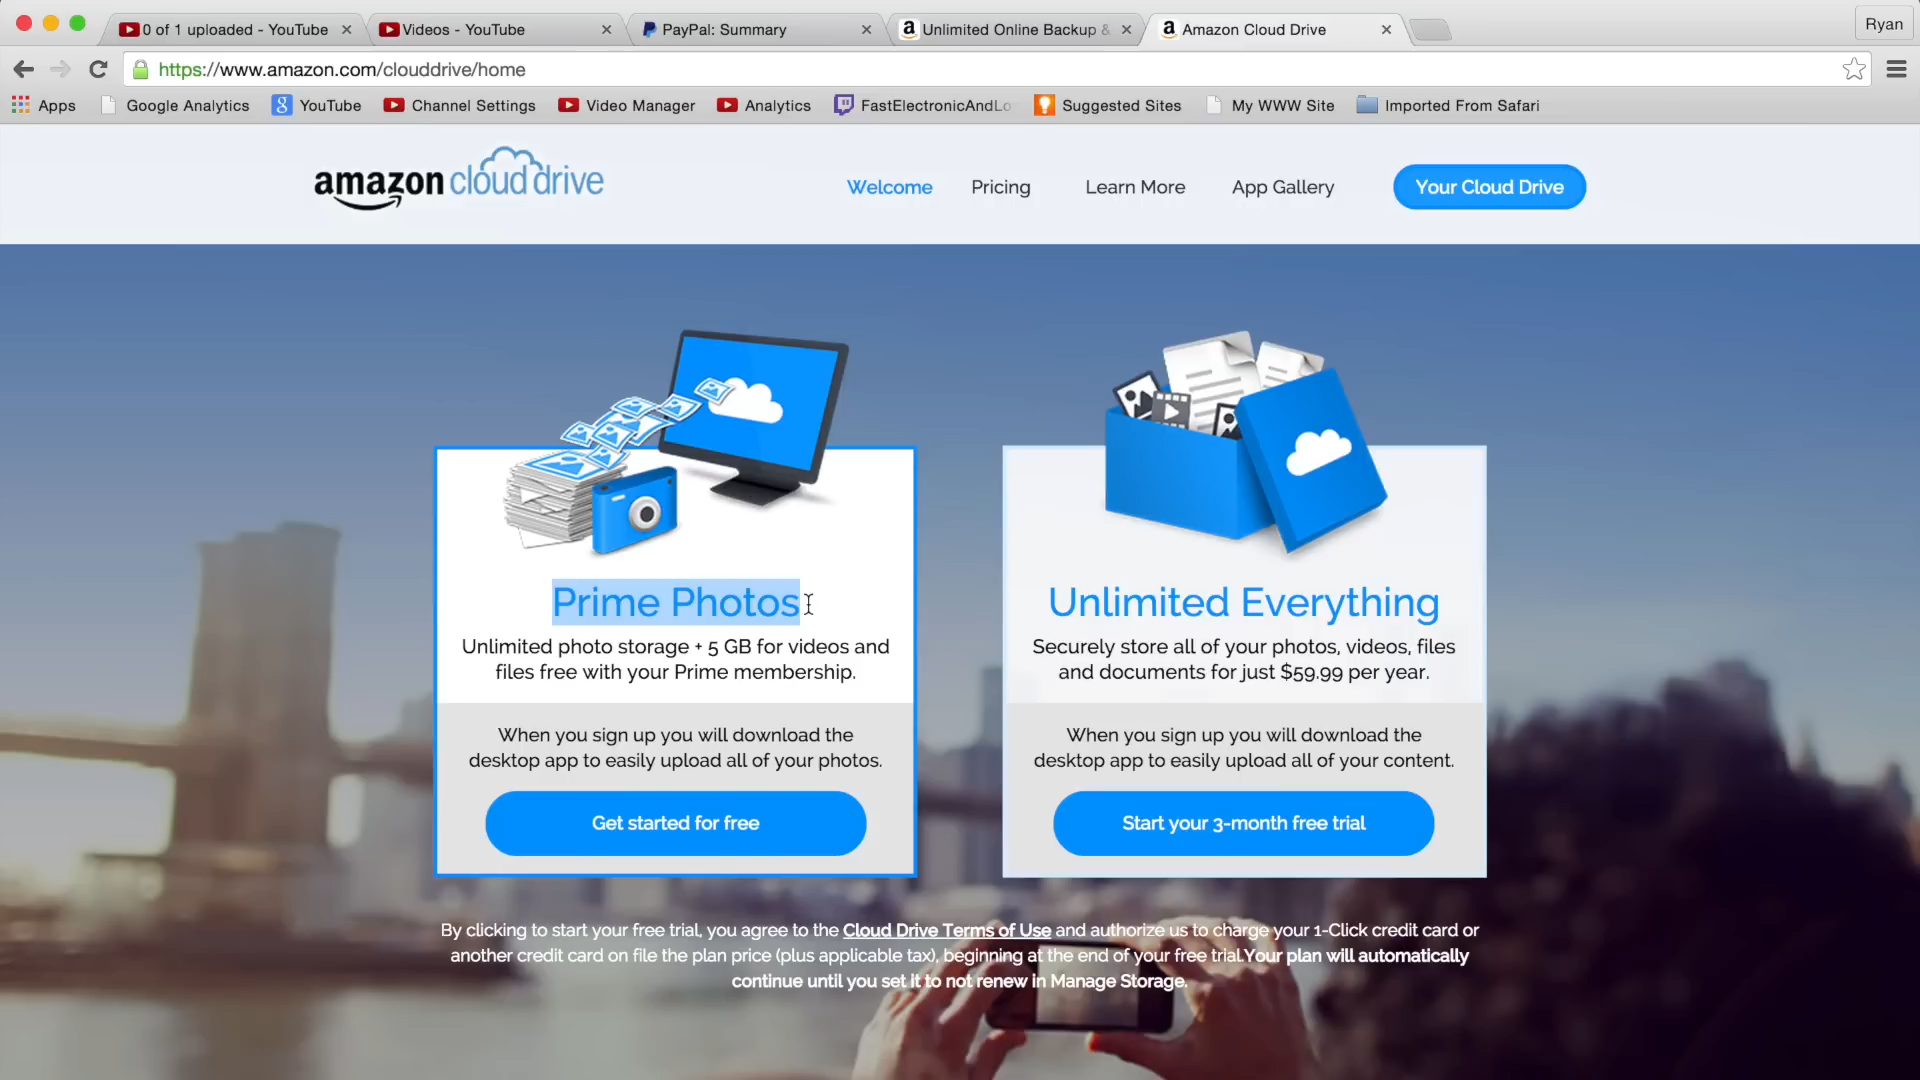 0 of 1 uploaded - YouTube
Videos - YouTube
PayPal: Summary
Unlimited Online Backup &
Amazon Cloud Drive
Ryan
https://www.amazon.com/clouddrive/home
Apps
Google Analytics
YouTube
Channel Settings
Video Manager
Analytics
FastElectronicAndLo
Suggested Sites
My WWW Site
Imported From Safari
amazon cloud drive
Welcome
Pricing
Learn More
App Gallery
Your Cloud Drive
Prime Photos
Unlimited photo storage + 5 GB for videos and
files free with your Prime membership.
When you sign up you will download the
desktop app to easily upload all of your photos.
Get started for free
Unlimited Everything
Securely store all of your photos, videos, files
and documents for just $59.99 per year.
When you sign up you will download the
desktop app to easily upload all of your content.
Start your 3-month free trial
By clicking to start your free trial, you agree to the Cloud Drive Terms of Use and authorize us to charge your 1-Click credit card or
another credit card on file the plan price (plus applicable tax), beginning at the end of your free trial.Your plan will automatically
continue until you set it to not renew in Manage Storage.